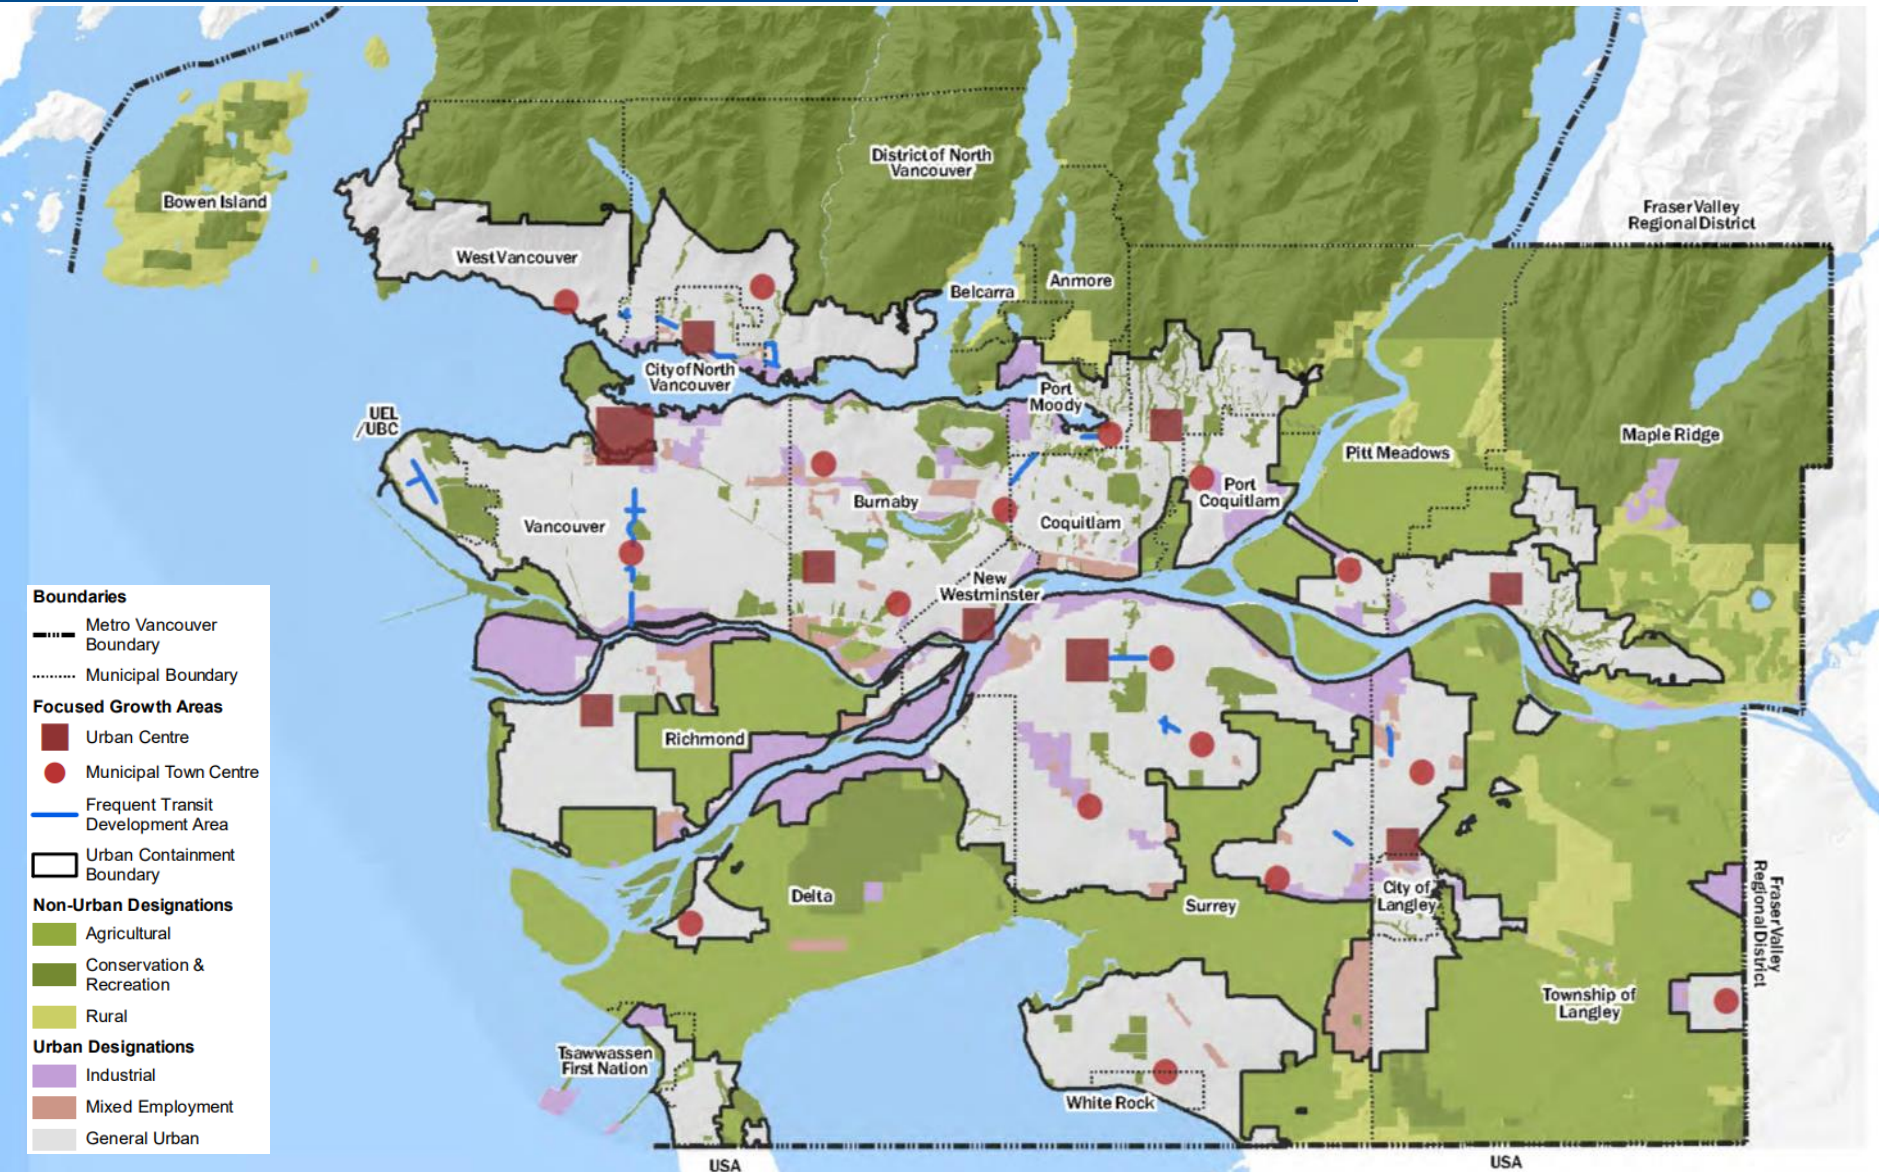 Bowen Island
West Vancouver
District of North
Vancouver
Fraser Valley
Regional District
Belcarra
Anmore
City of North
Vancouver
Port
Moody
UEL
/UBC
Maple Ridge
Pitt Meadows
Port
Coquitlam
Burnaby
Vancouver
Coquitlam
New
Westminster
Richmond
Delta
Surrey
City of
Langley
Fraser Valley
Regional District
Township of
Langley
Tsawwassen
First Nation
White Rock
USA
USA
Boundaries
Metro Vancouver
Boundary
Municipal Boundary
Focused Growth Areas
Urban Centre
Municipal Town Centre
Frequent Transit
Development Area
Urban Containment
Boundary
Non-Urban Designations
Agricultural
Conservation &
Recreation
Rural
Urban Designations
Industrial
Mixed Employment
General Urban